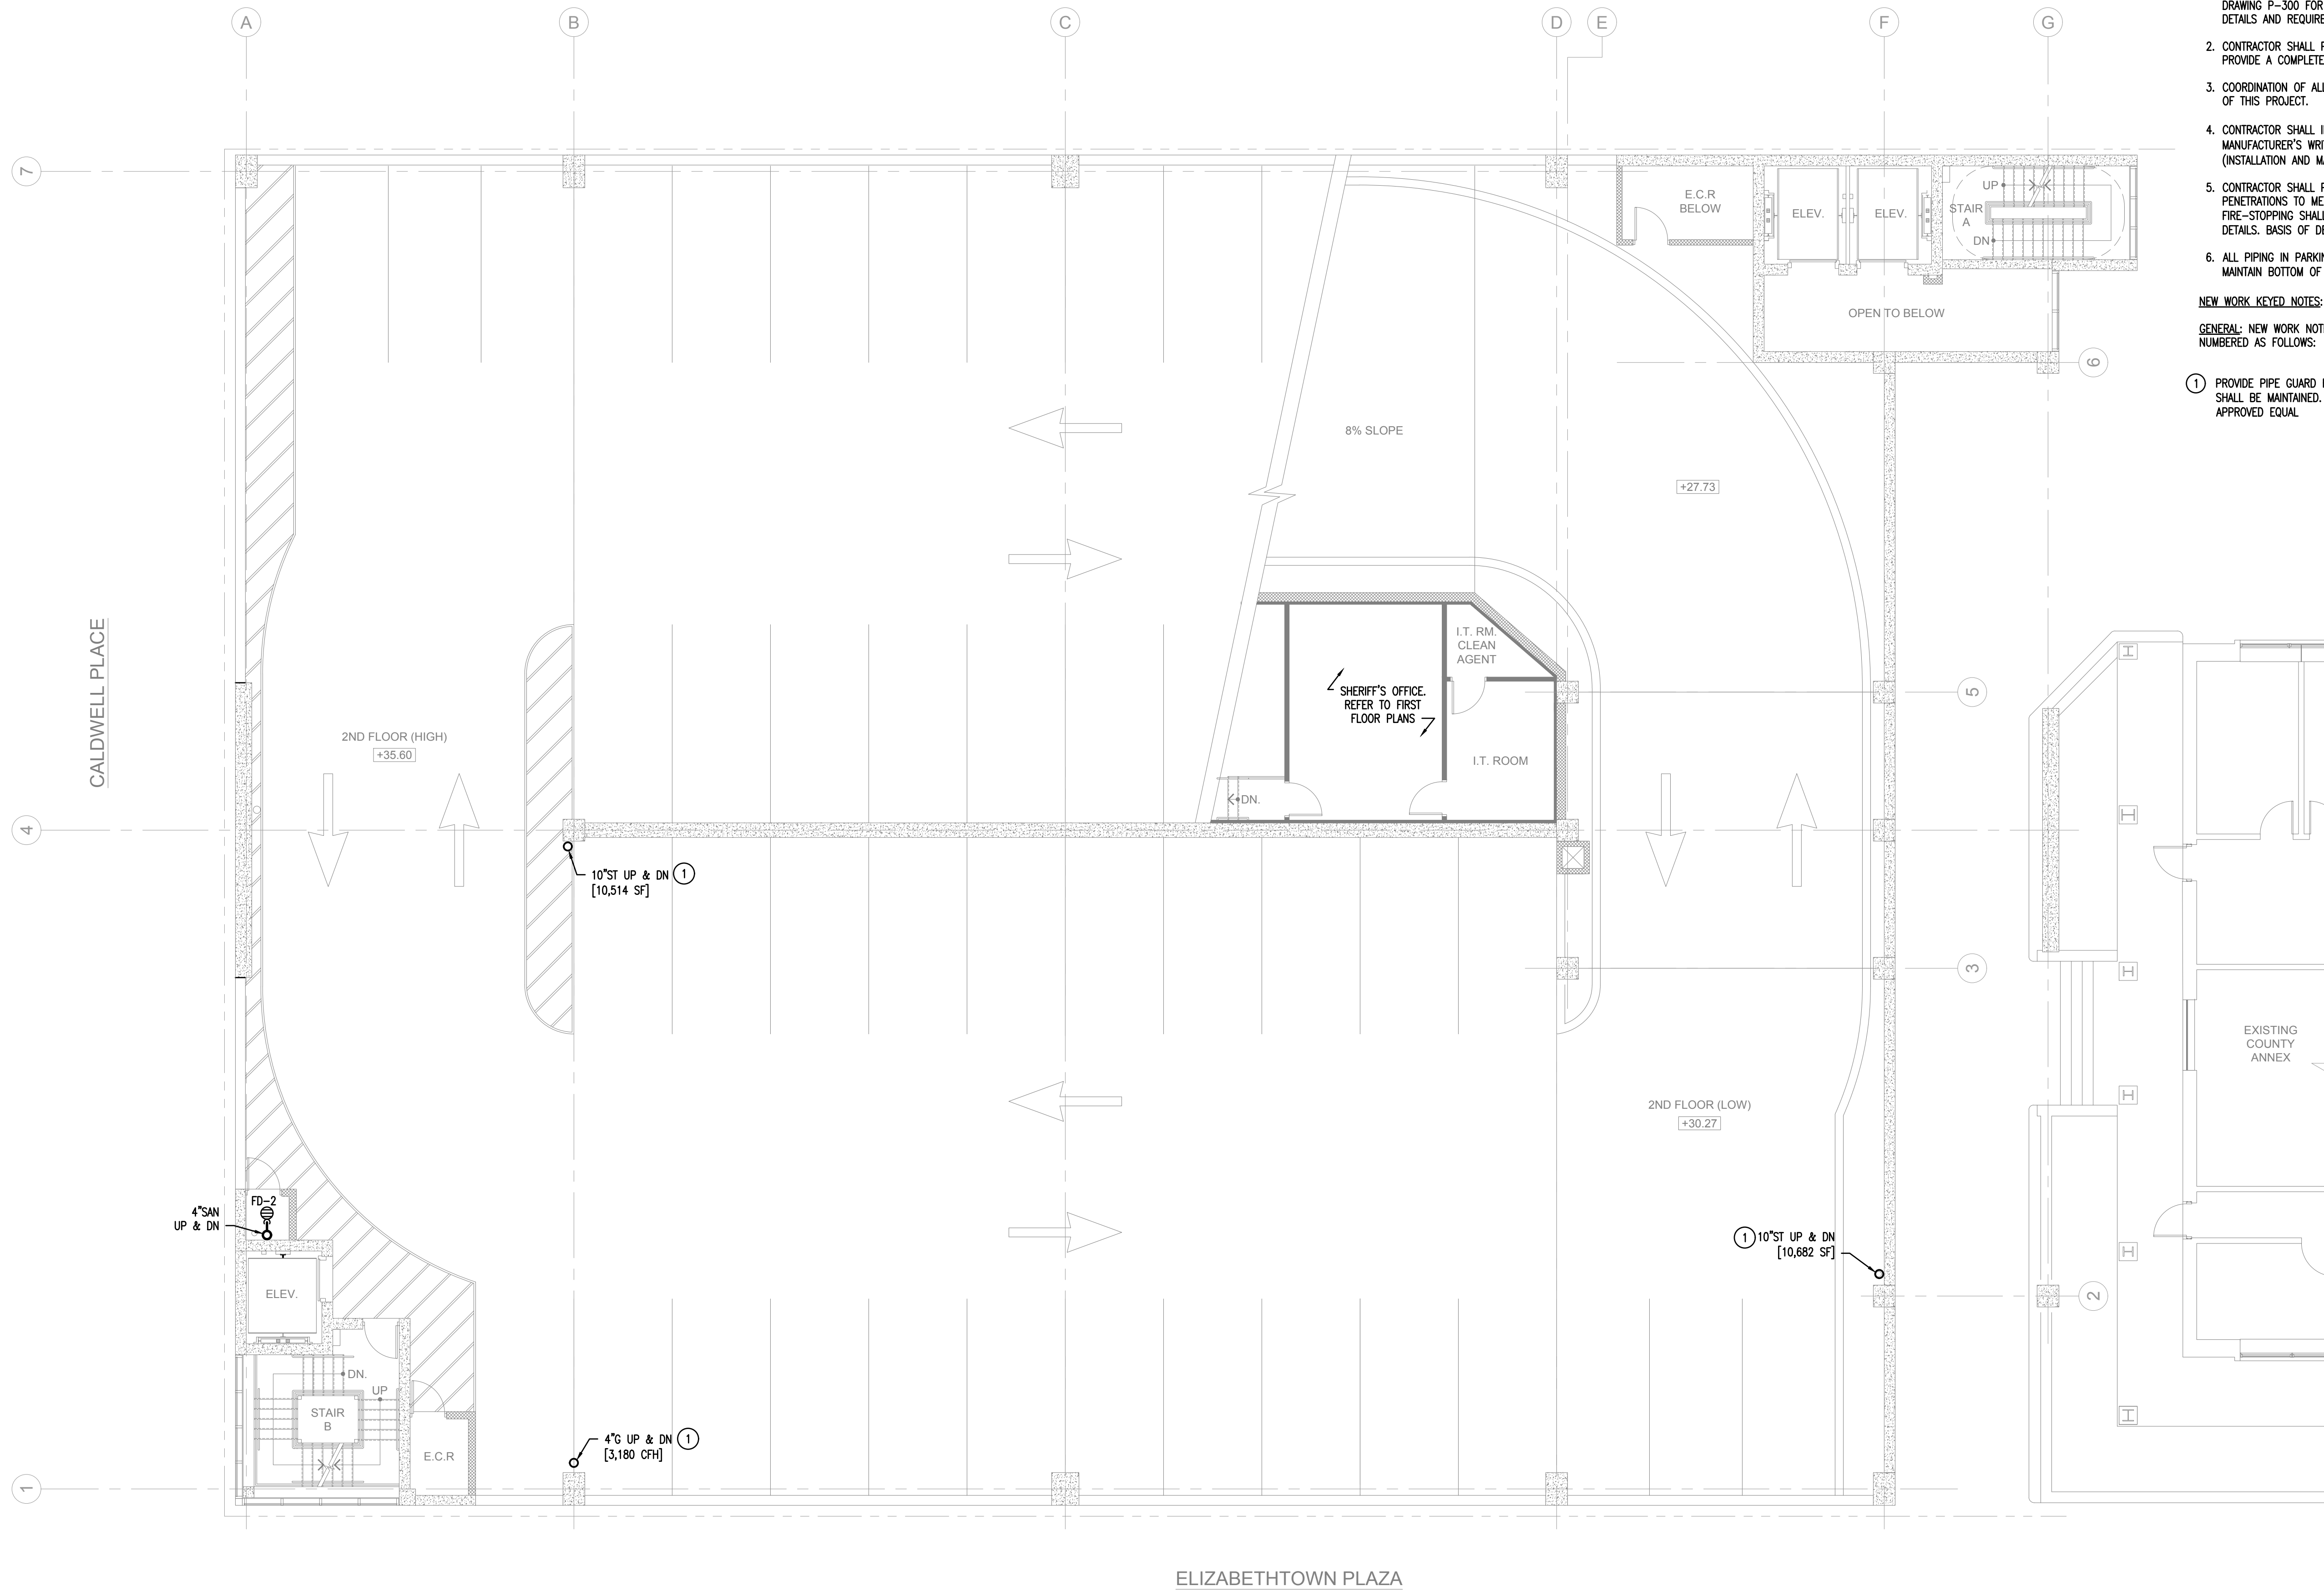 A
B
C
D
E
F
G
DRAWING P-300 FOR
DETAILS AND
2. CONTRACTOR SHALL
PROVIDE A COMPLETE
3. COORDINATION OF
OF THIS PROJECT.
4. CONTRACTOR SHALL
MANUFACTURER'S
(INSTALLATION AND
5. CONTRACTOR SHALL
PENETRATIONS TO
FIRE-STOPPING
DETAILS. BASIS OF
6. ALL PIPING IN
MAINTAIN BOTTOM OF
NEW WORK KEYED NOTES:
GENERAL: NEW WORK
NUMBERED AS FOLLOWS:
1 PROVIDE PIPE GUARD
SHALL BE MAINTAINED.
APPROVED EQUAL
7
E.C.R
BELOW
ELEV.
ELEV.
UP
STAIR
A
DN
OPEN TO BELOW
6
8% SLOPE
+27.73
CALDWELL PLACE
2ND FLOOR (HIGH)
+35.60
I.T. RM.
CLEAN
AGENT
SHERIFF'S OFFICE.
REFER TO FIRST
FLOOR PLANS
I.T. ROOM
DN.
5
4
10"ST UP & DN 1
[10,514 SF]
3
EXISTING
COUNTY
ANNEX
2ND FLOOR (LOW)
+30.27
FD-2
4"SAN
UP & DN
1 10"ST UP & DN
[10,682 SF]
2
ELEV.
DN.
UP
STAIR
B
E.C.R
4"G UP & DN 1
[3,180 CFH]
1
H
H
H
H
H
H
ELIZABETHTOWN PLAZA